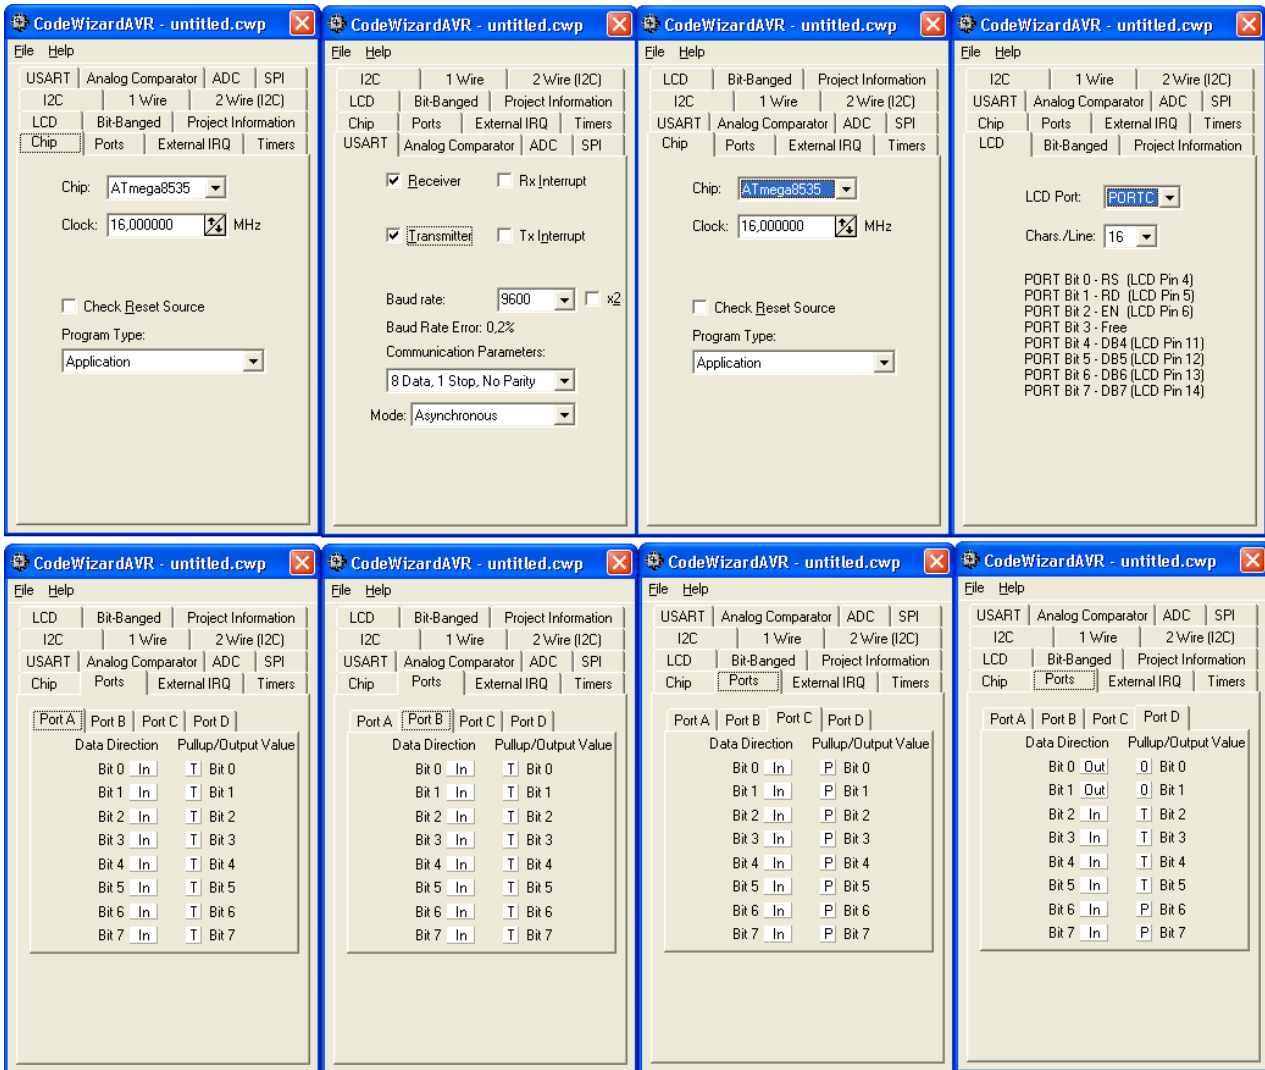 CodeWizardAVR - untitled.cwp
File Help
USART Analog Comparator ADC SPI
I2C 1 Wire 2 Wire (I2C)
LCD Bit-Banged Project Information
Chip Ports External IRQ Timers
Chip: ATmega8535
Clock: 16,000000 MHz
Check Reset Source
Program Type:
Application
CodeWizardAVR - untitled.cwp
File Help
I2C 1 Wire 2 Wire (I2C)
LCD Bit-Banged Project Information
Chip Ports External IRQ Timers
USART Analog Comparator ADC SPI
Receiver Rx Interrupt
Transmitter Tx Interrupt
Baud rate: 9600 x2
Baud Rate Error: 0,2%
Communication Parameters:
8 Data, 1 Stop, No Parity
Mode: Asynchronous
CodeWizardAVR - untitled.cwp
File Help
LCD Bit-Banged Project Information
I2C 1 Wire 2 Wire (I2C)
USART Analog Comparator ADC SPI
Chip Ports External IRQ Timers
Chip: ATmega8535
Clock: 16,000000 MHz
Check Reset Source
Program Type:
Application
CodeWizardAVR - untitled.cwp
File Help
I2C 1 Wire 2 Wire (I2C)
USART Analog Comparator ADC SPI
Chip Ports External IRQ Timers
LCD Bit-Banged Project Information
LCD Port: PORTC
Chars./Line: 16
PORT Bit 0 - RS (LCD Pin 4)
PORT Bit 1 - RD (LCD Pin 5)
PORT Bit 2 - EN (LCD Pin 6)
PORT Bit 3 - Free
PORT Bit 4 - DB4 (LCD Pin 11)
PORT Bit 5 - DB5 (LCD Pin 12)
PORT Bit 6 - DB6 (LCD Pin 13)
PORT Bit 7 - DB7 (LCD Pin 14)
CodeWizardAVR - untitled.cwp
File Help
LCD Bit-Banged Project Information
I2C 1 Wire 2 Wire (I2C)
USART Analog Comparator ADC SPI
Chip Ports External IRQ Timers
Port A Port B Port C Port D
Data Direction Pullup/Output Value
Bit 0 In T Bit 0
Bit 1 In T Bit 1
Bit 2 In T Bit 2
Bit 3 In T Bit 3
Bit 4 In T Bit 4
Bit 5 In T Bit 5
Bit 6 In T Bit 6
Bit 7 In T Bit 7
CodeWizardAVR - untitled.cwp
File Help
LCD Bit-Banged Project Information
I2C 1 Wire 2 Wire (I2C)
USART Analog Comparator ADC SPI
Chip Ports External IRQ Timers
Port A Port B Port C Port D
Data Direction Pullup/Output Value
Bit 0 In T Bit 0
Bit 1 In T Bit 1
Bit 2 In T Bit 2
Bit 3 In T Bit 3
Bit 4 In T Bit 4
Bit 5 In T Bit 5
Bit 6 In T Bit 6
Bit 7 In T Bit 7
CodeWizardAVR - untitled.cwp
File Help
USART Analog Comparator ADC SPI
I2C 1 Wire 2 Wire (I2C)
LCD Bit-Banged Project Information
Chip Ports External IRQ Timers
Port A Port B Port C Port D
Data Direction Pullup/Output Value
Bit 0 In P Bit 0
Bit 1 In P Bit 1
Bit 2 In P Bit 2
Bit 3 In P Bit 3
Bit 4 In P Bit 4
Bit 5 In P Bit 5
Bit 6 In P Bit 6
Bit 7 In P Bit 7
CodeWizardAVR - untitled.cwp
File Help
USART Analog Comparator ADC SPI
I2C 1 Wire 2 Wire (I2C)
LCD Bit-Banged Project Information
Chip Ports External IRQ Timers
Port A Port B Port C Port D
Data Direction Pullup/Output Value
Bit 0 Out 0 Bit 0
Bit 1 Out 0 Bit 1
Bit 2 In T Bit 2
Bit 3 In T Bit 3
Bit 4 In T Bit 4
Bit 5 In T Bit 5
Bit 6 In P Bit 6
Bit 7 In P Bit 7